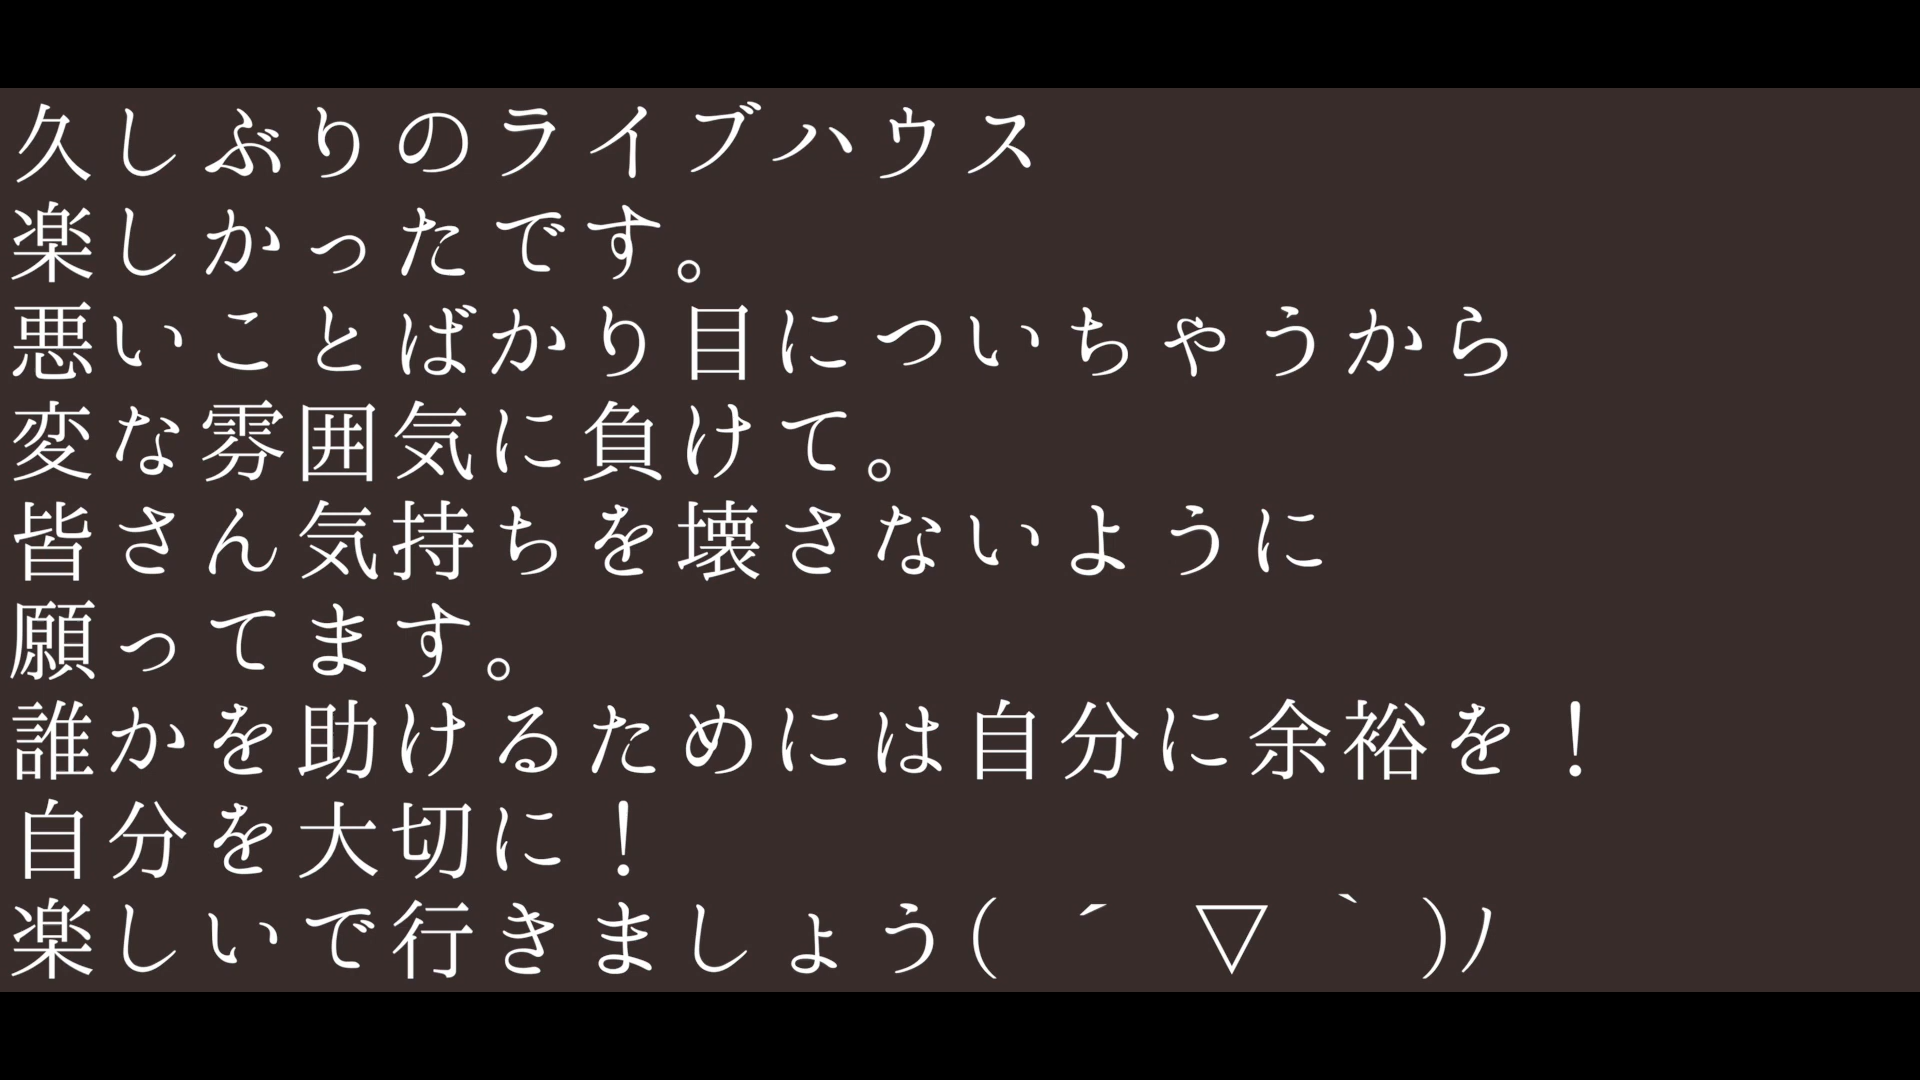 久しぶりのライブハウス
楽しかったです。
悪いことばかり目についちゃうから
変な雰囲気に負けて。
皆さん気持ちを壊さないように
願ってます。
誰かを助けるためには自分に余裕を！
自分を大切に！
楽しいで行きましょう( ´ ▽ ` )ﾉ